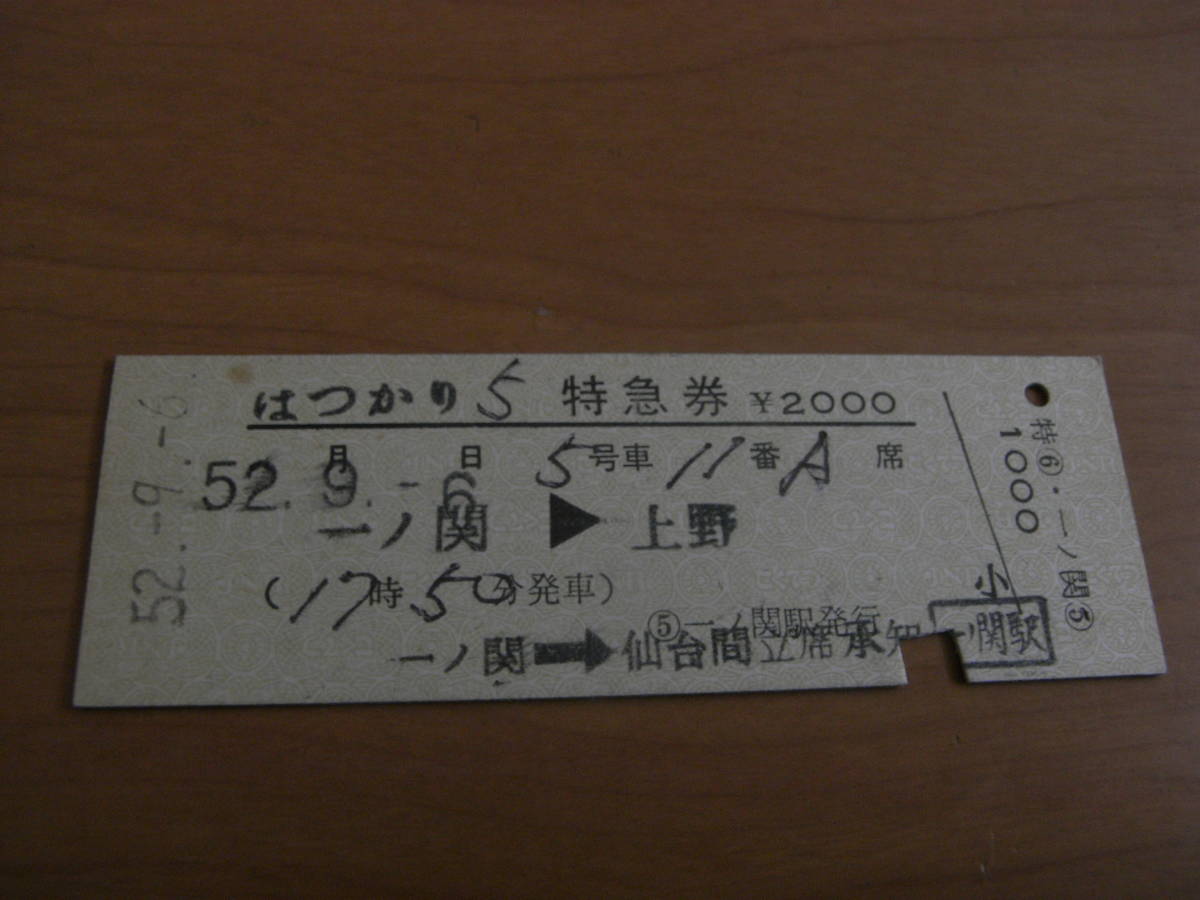 はつかり5 特急券 ¥2000
月 日 5号車 11番A席
52.9.-6
一ノ関▶上野
(17時50分発車)
⑤一ノ関駅発行
一ノ関➡仙台間立席承知
一ノ関駅
52.-9.-6
特⑥・一ノ関⑤
1000
小